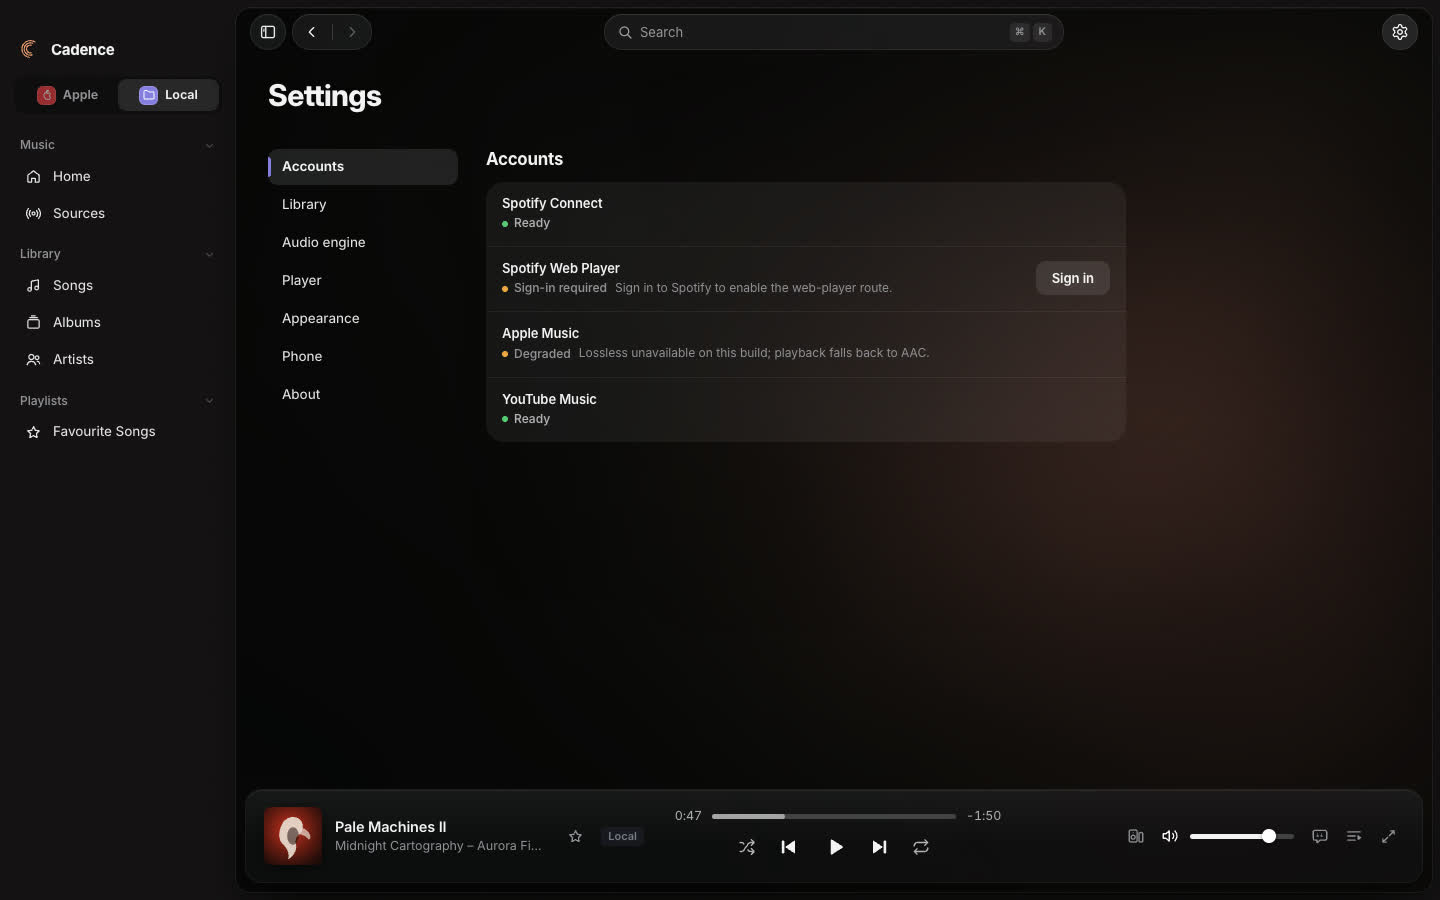 Cadence
Search
⌘ K
Apple
Local
Music
Home
Sources
Library
Songs
Albums
Artists
Playlists
Favourite Songs
Settings
Accounts
Library
Audio engine
Player
Appearance
Phone
About
Accounts
Spotify Connect
Ready
Spotify Web Player
Sign-in required Sign in to Spotify to enable the web-player route.
Sign in
Apple Music
Degraded Lossless unavailable on this build; playback falls back to AAC.
YouTube Music
Ready
Pale Machines II
Midnight Cartography – Aurora Fi...
Local
0:47
-1:50